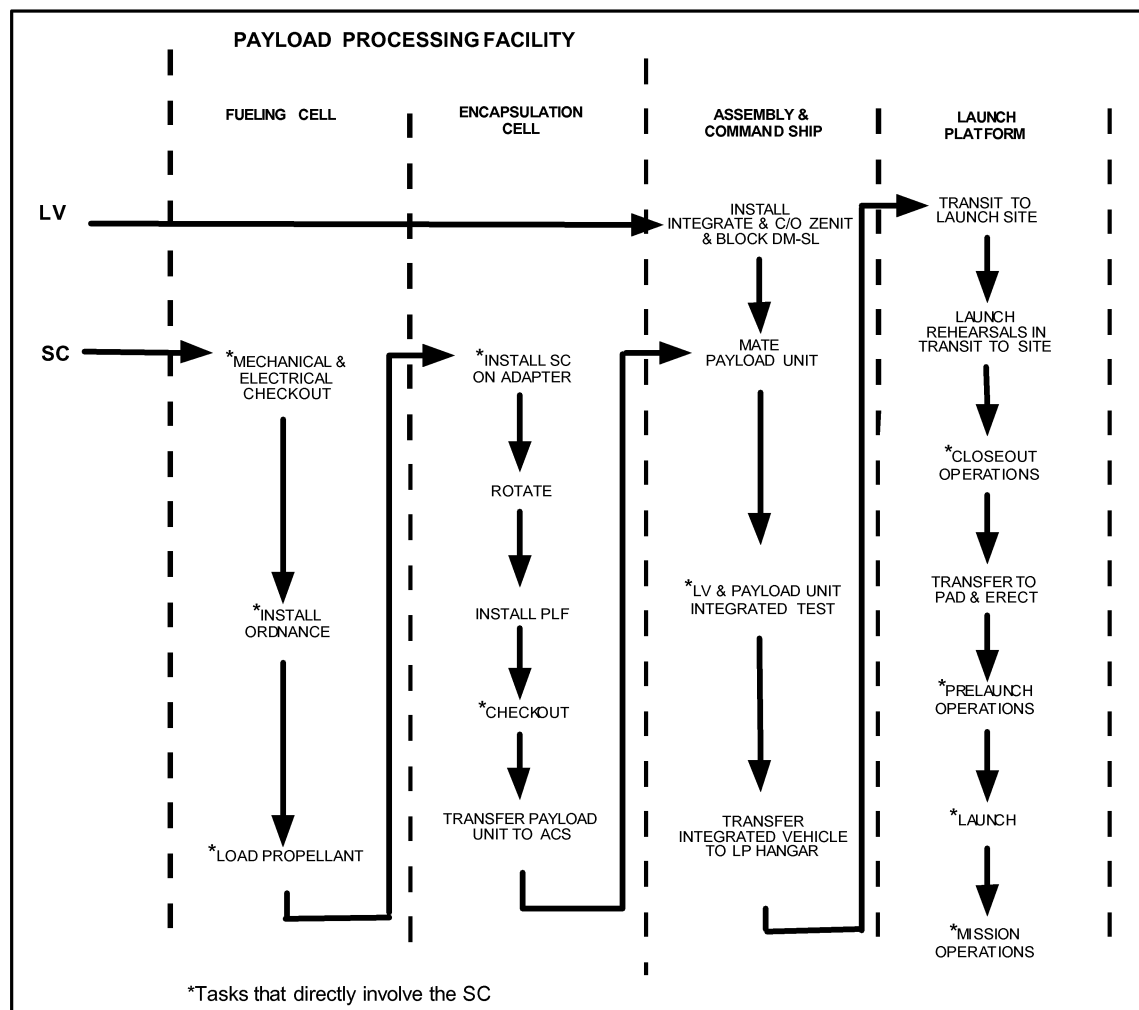 PAYLOAD PROCESSING FACILITY
FUELING CELL
ENCAPSULATION
CELL
ASSEMBLY &
COMMAND SHIP
LAUNCH
PLATFORM
LV
INSTALL
INTEGRATE & C/O ZENIT
& BLOCK DM-SL
TRANSIT TO
LAUNCH SITE
LAUNCH
REHEARSALS IN
TRANSIT TO SITE
SC
*MECHANICAL &
ELECTRICAL
CHECKOUT
*INSTALL SC
ON ADAPTER
MATE
PAYLOAD UNIT
*CLOSEOUT
OPERATIONS
ROTATE
*INSTALL
ORDNANCE
INSTALL PLF
*LV & PAYLOAD UNIT
INTEGRATED TEST
TRANSFER TO
PAD & ERECT
*CHECKOUT
*PRELAUNCH
OPERATIONS
TRANSFER PAYLOAD
UNIT TO ACS
TRANSFER
INTEGRATED VEHICLE
TO LP HANGAR
*LAUNCH
*LOAD PROPELLANT
*MISSION
OPERATIONS
*Tasks that directly involve the SC